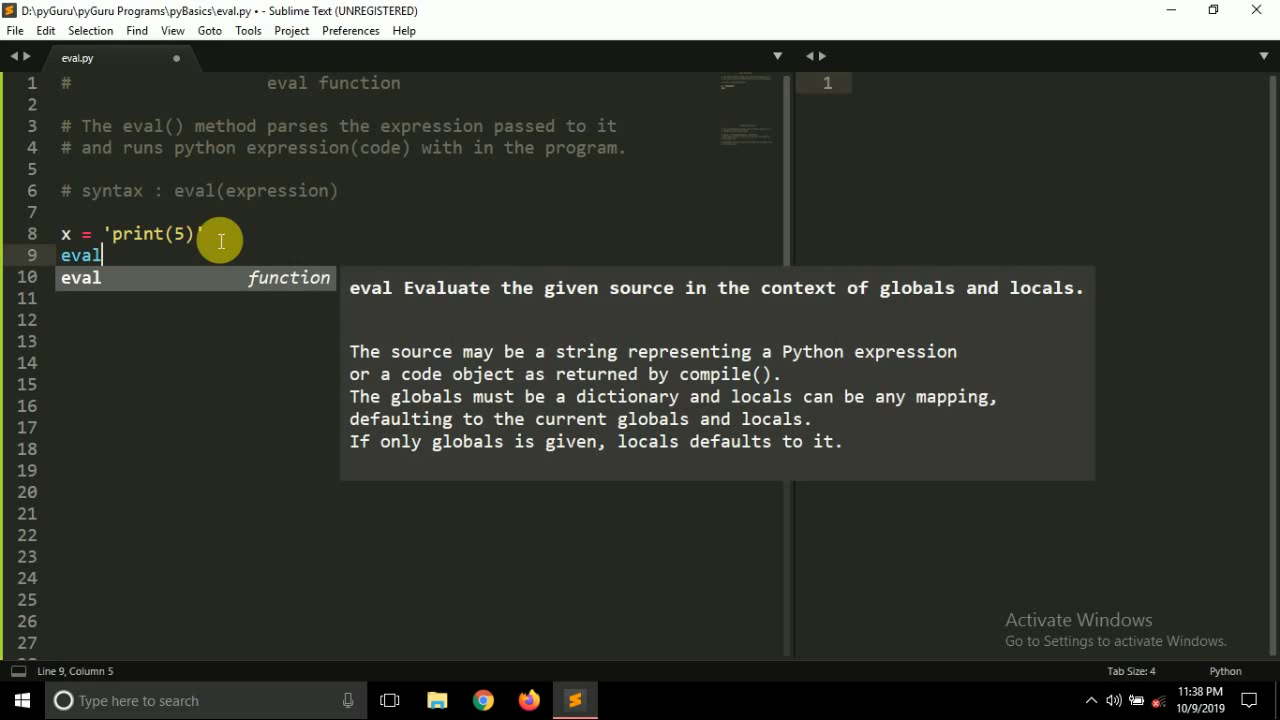 D:\pyGuru\pyGuru Programs\pyBasics\eval.py • - Sublime Text (UNREGISTERED)
File Edit Selection Find View Goto Tools Project Preferences Help
eval.py
1 # eval function 1
2
3 # The eval() method parses the expression passed to it
4 # and runs python expression(code) with in the program.
5
6 # syntax : eval(expression)
7
8 x = 'print(5)'
9 eval
10 eval function
eval Evaluate the given source in the context of globals and locals.
11
12
13
The source may be a string representing a Python expression
14
or a code object as returned by compile().
15
The globals must be a dictionary and locals can be any mapping,
16
defaulting to the current globals and locals.
17
If only globals is given, locals defaults to it.
18
19
20
21
22
23
24
25
26
27
Activate Windows
Go to Settings to activate Windows.
Line 9, Column 5 Tab Size: 4 Python
Type here to search
11:38 PM
10/9/2019